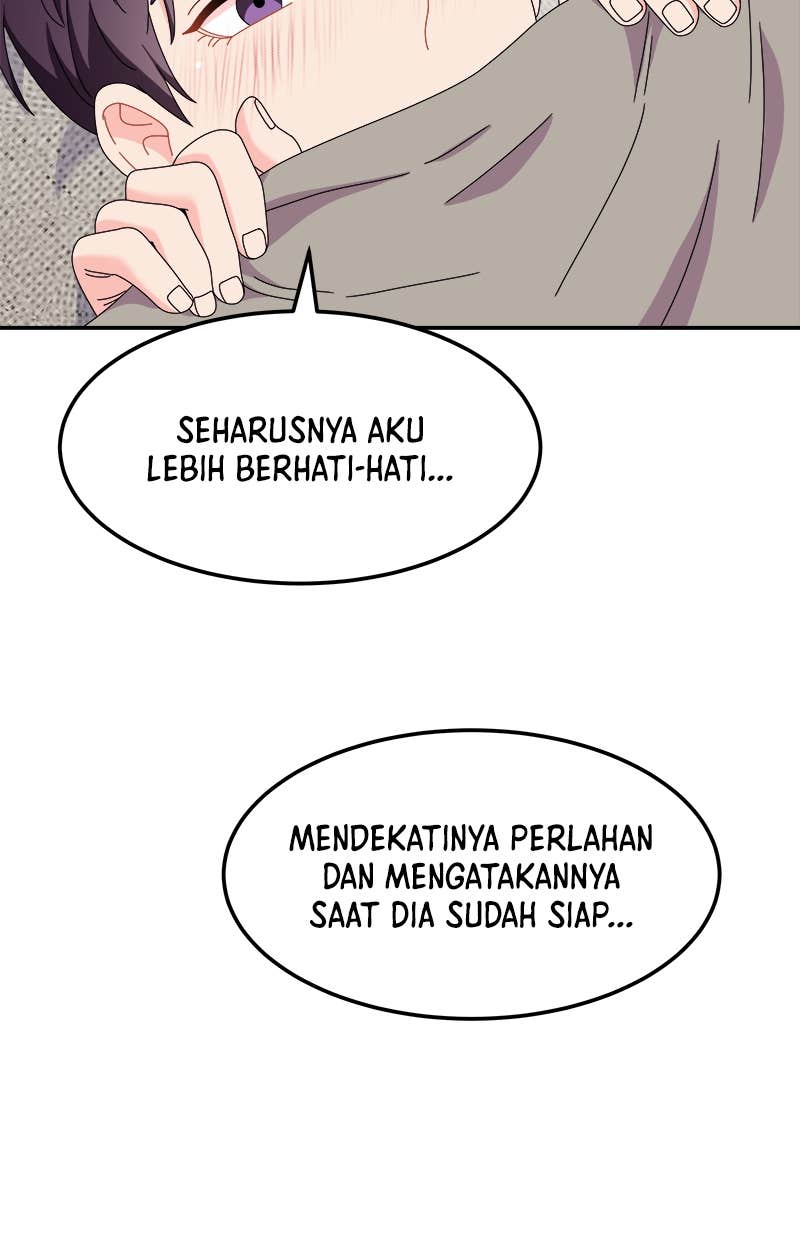 SEHARUSNYA AKU
LEBIH BERHATI-HATI...
MENDEKATINYA PERLAHAN
DAN MENGATAKANNYA
SAAT DIA SUDAH SIAP...